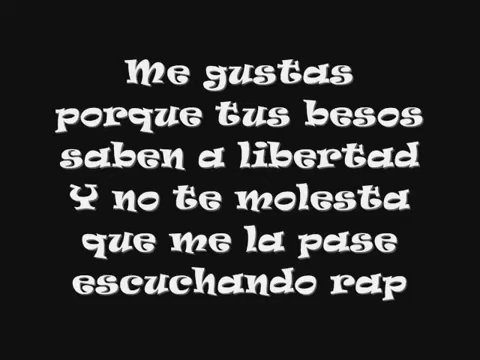 Me gustas
porque tus besos
saben a libertad
Y no te molesta
que me la pase
escuchando rap